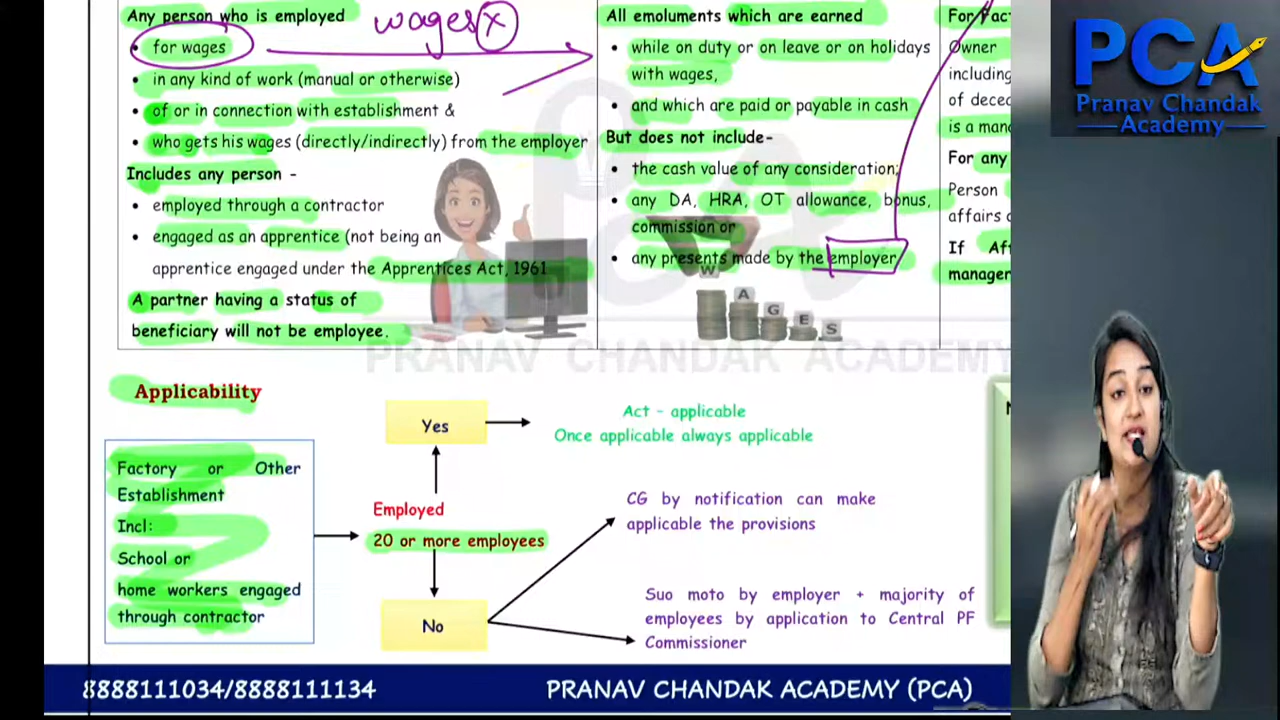 Any person who is employed
• for wages
• in any kind of work (manual or otherwise)
• of or in connection with establishment &
• who gets his wages (directly/indirectly) from the employer
Includes any person -
• employed through a contractor
• engaged as an apprentice (not being an
apprentice engaged under the Apprentices Act, 1961
A partner having a status of
beneficiary will not be employee.
wages x
All emoluments which are earned
• while on duty or on leave or on holidays
with wages,
• and which are paid or payable in cash
But does not include-
• the cash value of any consideration;
• any DA, HRA, OT allowance, bonus,
commission or
• any presents made by the employer
W
A
G
E
S
For
Owner
including
of
is a
For any
Person
affairs
If
PCA
Pranav Chandak
Academy
PRANAV CHANDAK ACADEMY
Applicability
Factory or Other
Establishment
Incl:
School or
home workers engaged
through contractor
Yes
Employed
20 or more employees
No
Act - applicable
Once applicable always applicable
CG by notification can make
applicable the provisions
Suo moto by employer + majority of
employees by application to Central PF
Commissioner
8888111034/8888111134
PRANAV CHANDAK ACADEMY (PCA)